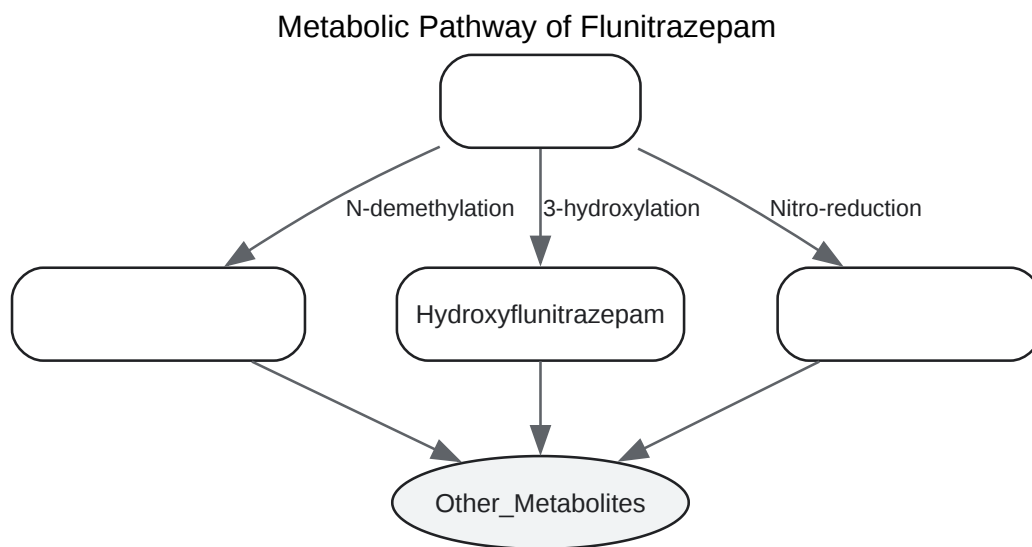 Metabolic Pathway of Flunitrazepam
N-demethylation
3-hydroxylation
Nitro-reduction
Hydroxyflunitrazepam
Other_Metabolites